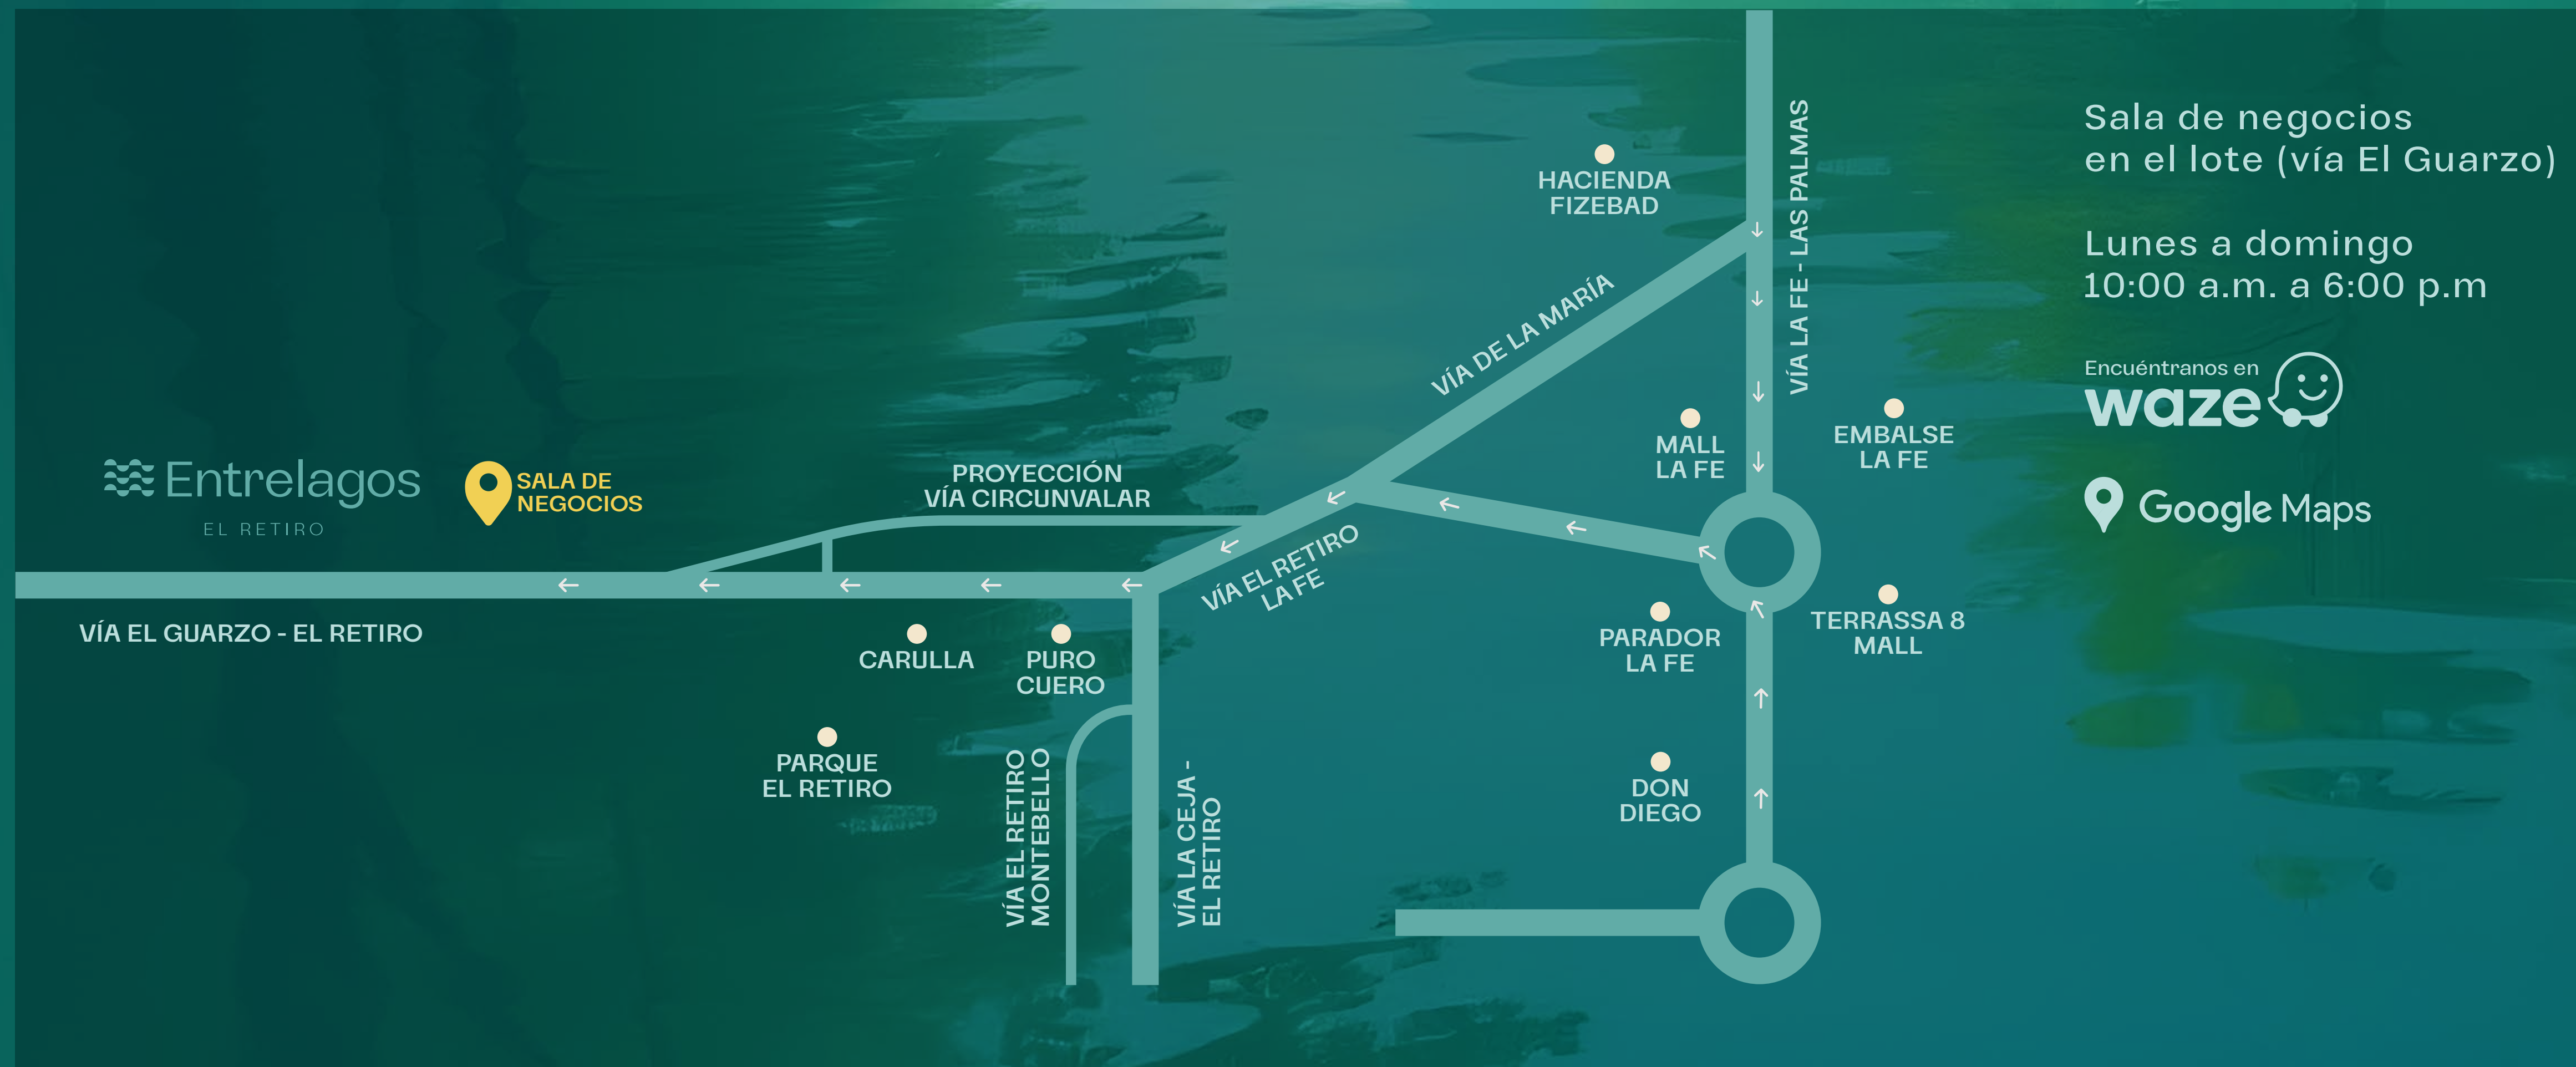 Sala de negocios
en el lote (vía El Guarzo)
Lunes a domingo
10:00 a.m. a 6:00 p.m
Encuéntranos en
waze
Google Maps
HACIENDA
FIZEBAD
VÍA LA FE - LAS PALMAS
VÍA DE LA MARÍA
MALL
LA FE
EMBALSE
LA FE
Entrelagos
EL RETIRO
SALA DE
NEGOCIOS
PROYECCIÓN
VÍA CIRCUNVALAR
VÍA EL RETIRO
LA FE
VÍA EL GUARZO - EL RETIRO
CARULLA
PURO
CUERO
PARADOR
LA FE
TERRASSA 8
MALL
PARQUE
EL RETIRO
VÍA EL RETIRO
MONTEBELLO
VÍA LA CEJA -
EL RETIRO
DON
DIEGO